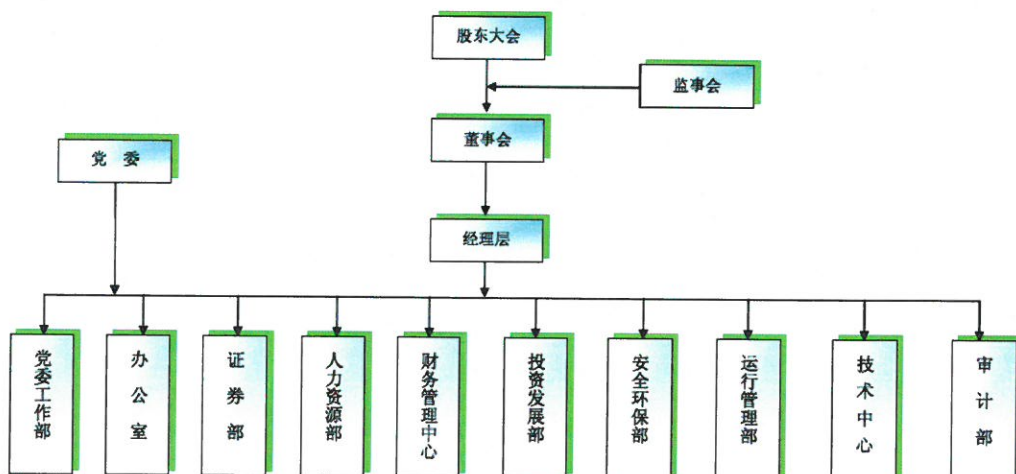 股东大会
监事会
董事会
党 委
经理层
党委工作部
办公室
证券部
人力资源部
财务管理中心
投资发展部
安全环保部
运行管理部
技术中心
审计部